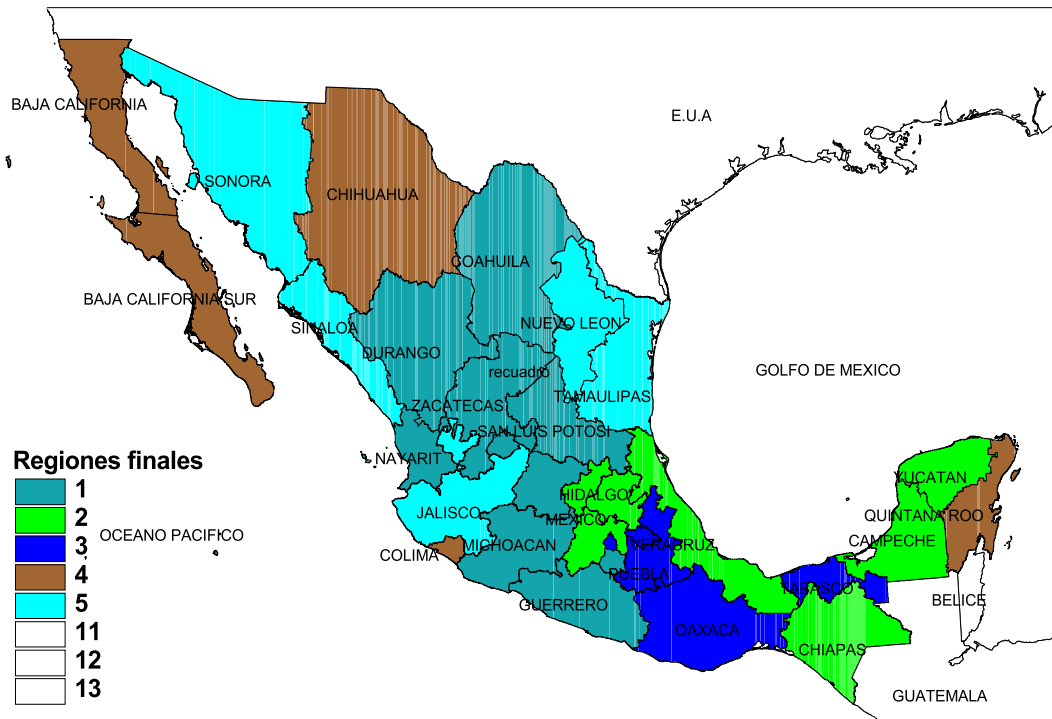 E.U.A
BAJA CALIFORNIA
SONORA
CHIHUAHUA
COAHUILA
BAJA CALIFORNIA SUR
SINALOA
NUEVO LEON
DURANGO
recuadro
GOLFO DE MEXICO
TAMAULIPAS
ZACATECAS
SAN LUIS POTOSI
NAYARIT
Regiones finales
1
2
3
4
5
11
12
13
YUCATAN
HIDALGO
JALISCO
MEXICO
QUINTANA ROO
OCEANO PACIFICO
CAMPECHE
COLIMA
MICHOACAN
VERACRUZ
PUEBLA
TABASCO
GUERRERO
BELICE
OAXACA
CHIAPAS
GUATEMALA